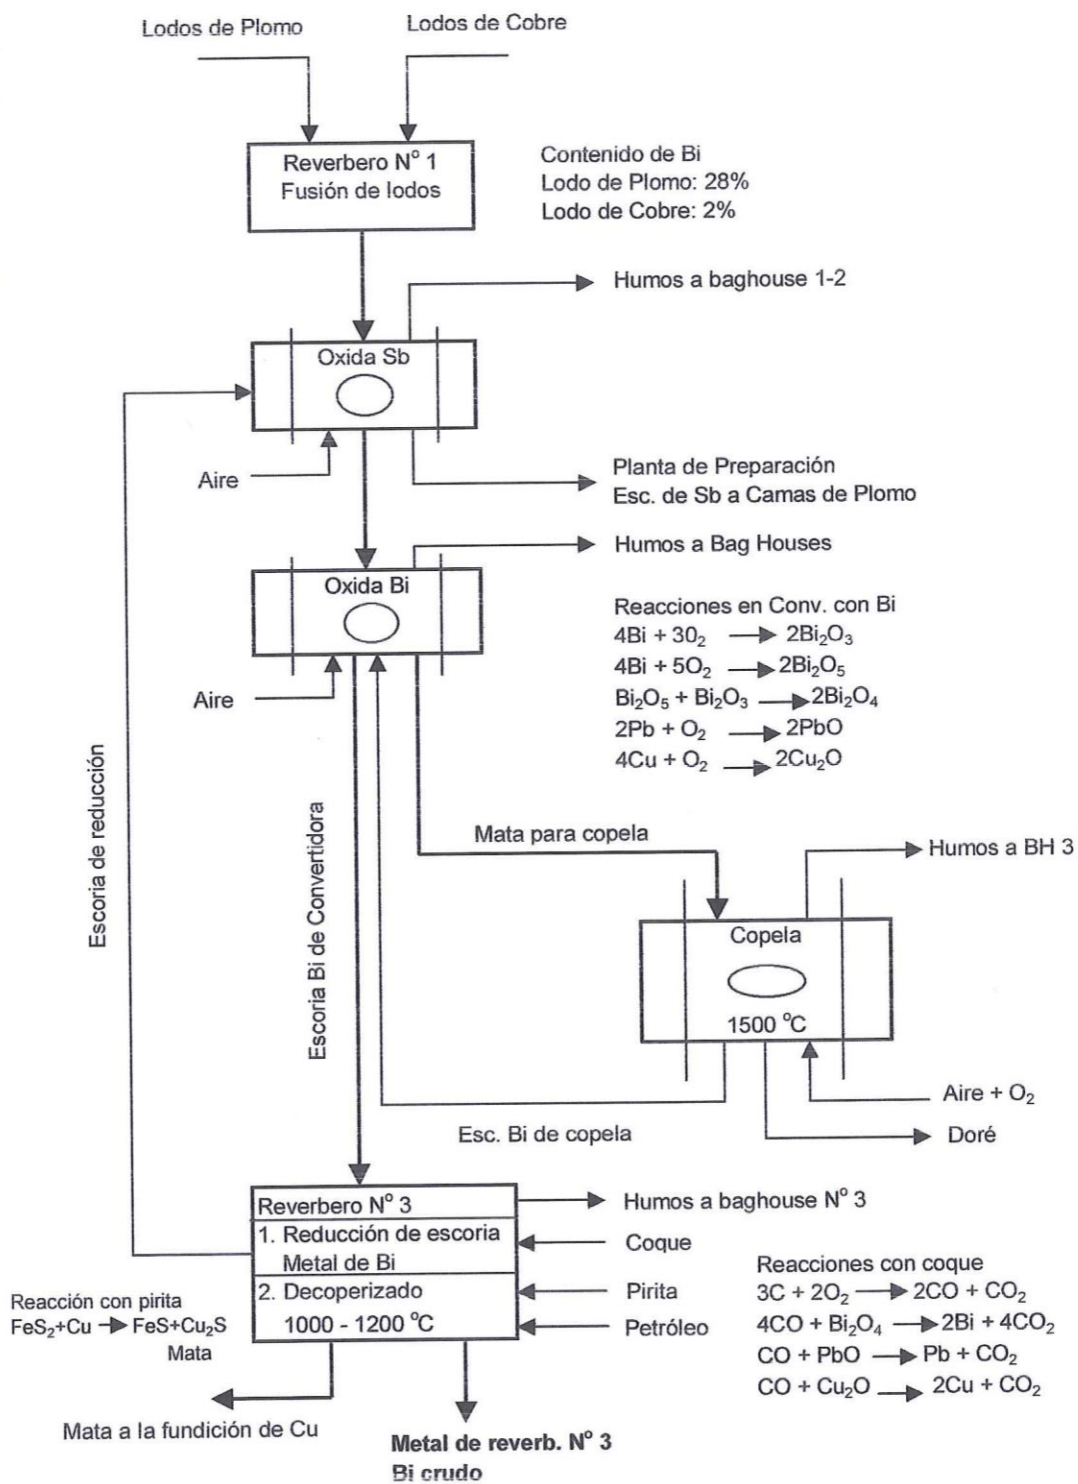 Lodos de Plomo
Lodos de Cobre
Reverbero N° 1
Fusión de lodos
Contenido de Bi
Lodo de Plomo: 28%
Lodo de Cobre: 2%
Humos a baghouse 1-2
Oxida Sb
Aire
Planta de Preparación
Esc. de Sb a Camas de Plomo
Humos a Bag Houses
Oxida Bi
Aire
Reacciones en Conv. con Bi
4Bi + 3O₂ → 2Bi₂O₃
4Bi + 5O₂ → 2Bi₂O₅
Bi₂O₅ + Bi₂O₃ → 2Bi₂O₄
2Pb + O₂ → 2PbO
4Cu + O₂ → 2Cu₂O
Escoria de reducción
Escoria Bi de Convertidora
Mata para copela
Humos a BH 3
Copela
1500 °C
Aire + O₂
Esc. Bi de copela
Doré
Reverbero N° 3
1. Reducción de escoria
Metal de Bi
2. Decoperizado
1000 - 1200 °C
Humos a baghouse N° 3
Coque
Pirita
Petróleo
Reacción con pirita
FeS₂+Cu → FeS+Cu₂S
Mata
Reacciones con coque
3C + 2O₂ → 2CO + CO₂
4CO + Bi₂O₄ → 2Bi + 4CO₂
CO + PbO → Pb + CO₂
CO + Cu₂O → 2Cu + CO₂
Mata a la fundición de Cu
Metal de reverb. N° 3
Bi crudo